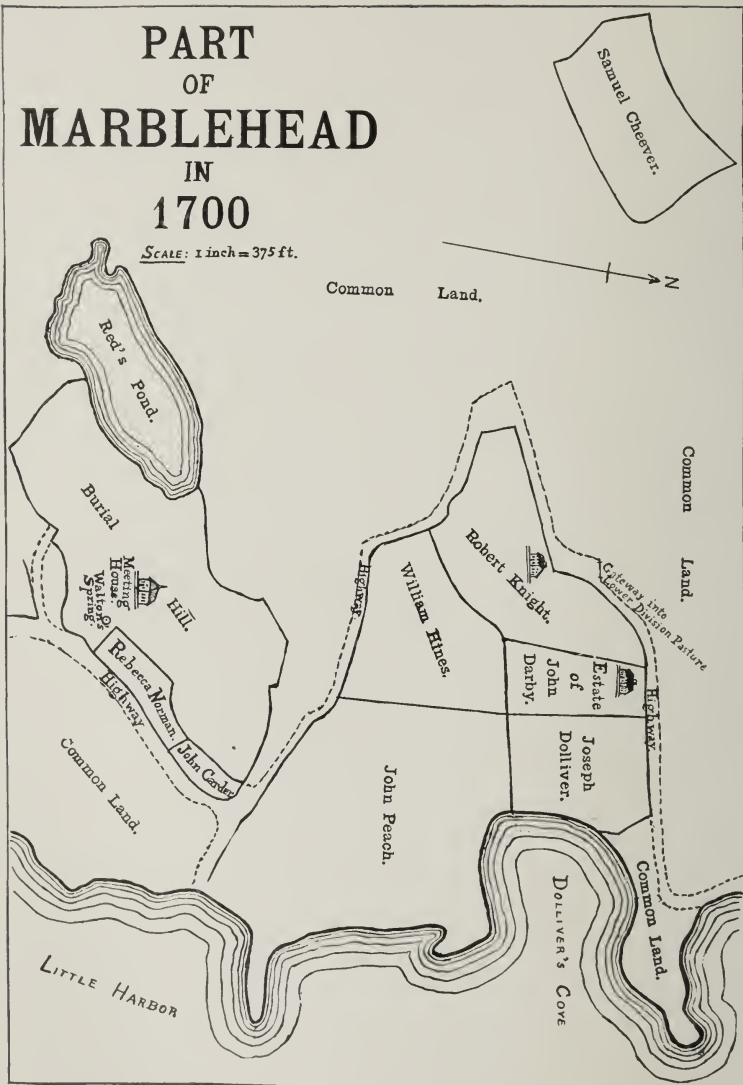 PART
OF
MARBLEHEAD
IN
1700
SCALE: 1 inch = 375 ft.
Samuel Cheever.
N
Common Land.
Red's
Pond.
Common Land.
Burial
Hill.
Meeting
House.
Walton's
Spring.
Rebecca Norman.
John Carder
Highway
Common Land.
Highway.
William Hines.
Robert Knight.
Gateway into
Lower Division Pasture
Estate
of
John
Darby.
Highway.
Joseph
Dolliver.
John Peach.
Common Land.
DOLLIVER'S COVE
LITTLE HARBOR